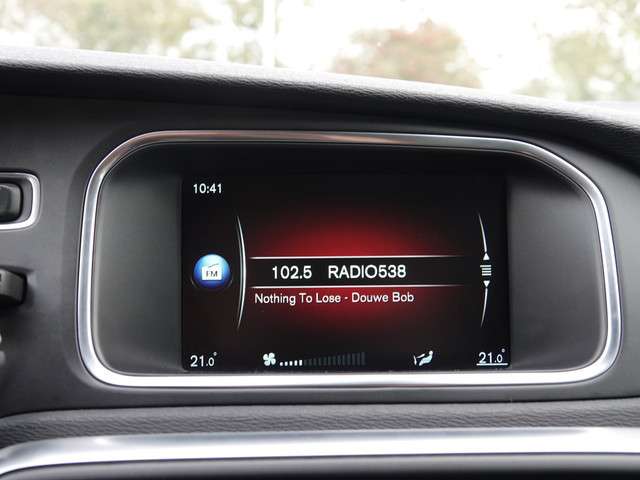 10:41
FM
102.5 RADIO538
Nothing To Lose - Douwe Bob
21.0 21.0